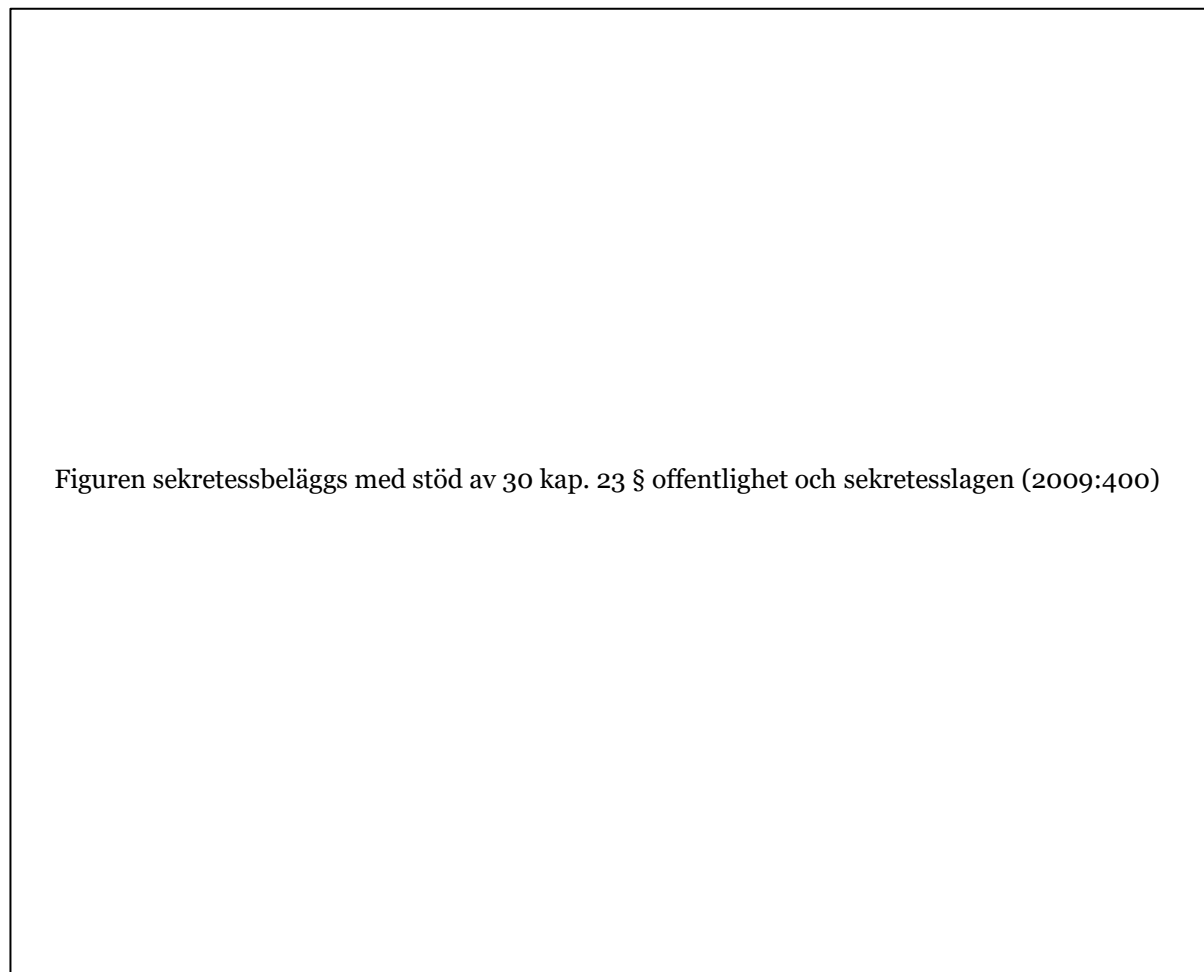 Figuren sekretessbeläggs med stöd av 30 kap. 23 § offentlighet och sekretesslagen (2009:400)